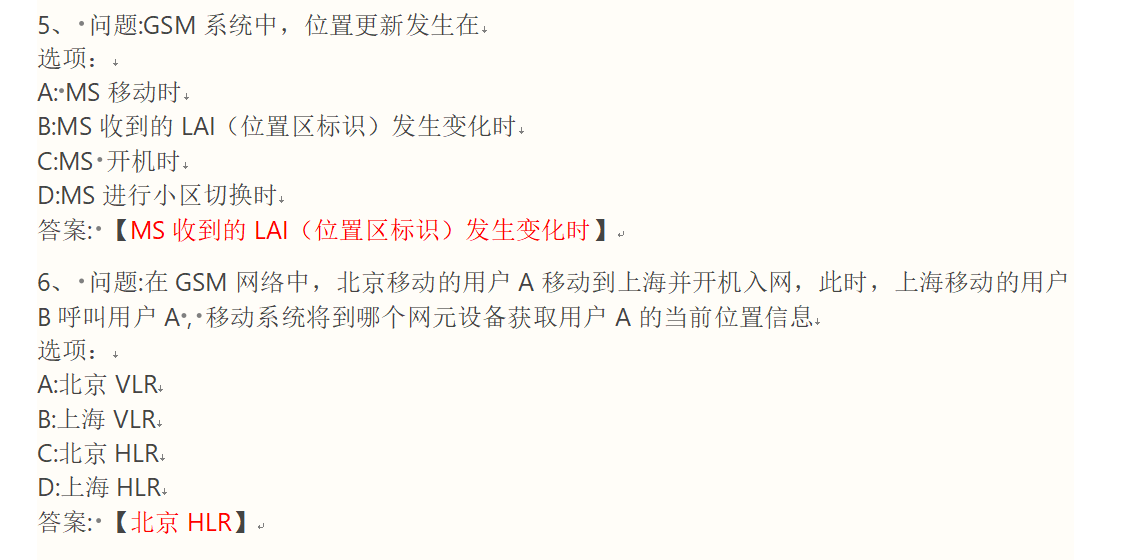 5、 问题:GSM 系统中，位置更新发生在
选项：
A: MS 移动时
B:MS 收到的 LAI（位置区标识）发生变化时
C:MS 开机时
D:MS 进行小区切换时
答案: 【MS 收到的 LAI（位置区标识）发生变化时】
6、 问题:在 GSM 网络中，北京移动的用户 A 移动到上海并开机入网，此时，上海移动的用户
B 呼叫用户 A , 移动系统将到哪个网元设备获取用户 A 的当前位置信息
选项：
A:北京 VLR
B:上海 VLR
C:北京 HLR
D:上海 HLR
答案: 【北京 HLR】